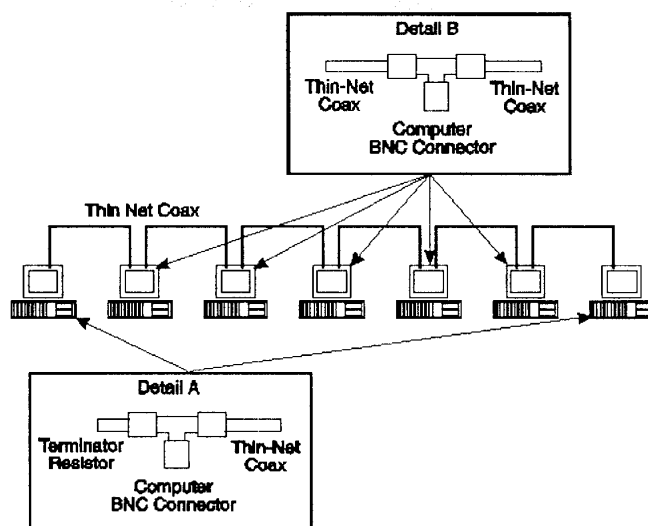 Detail B
Thin-Net
Coax
Thin-Net
Coax
Computer
BNC Connector
Thin Net Coax
Detail A
Terminator
Resistor
Thin-Net
Coax
Computer
BNC Connector